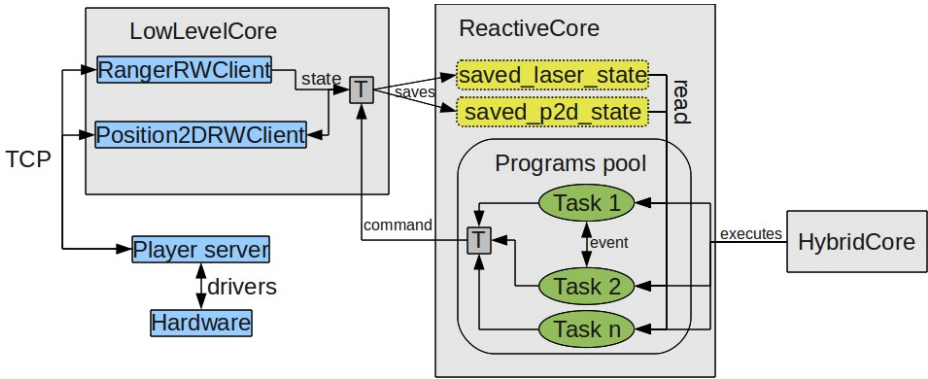 LowLevelCore
RangerRWClient
state
T
Position2DRWClient
TCP
Player server
drivers
Hardware
saves
command
ReactiveCore
saved_laser_state
saved_p2d_state
read
Programs pool
Task 1
T
event
Task 2
Task n
executes
HybridCore